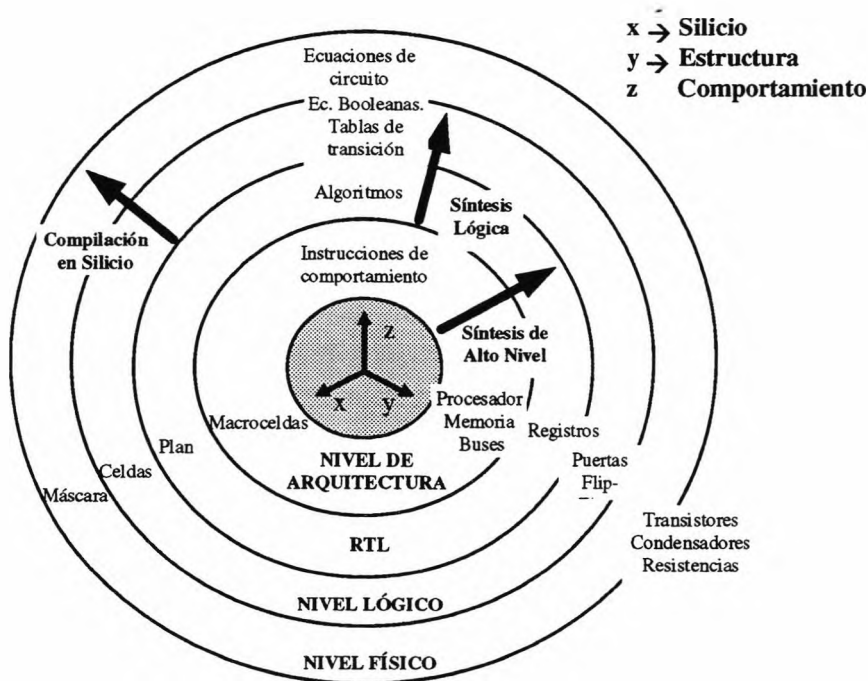 x → Silicio
y → Estructura
z Comportamiento
Ecuaciones de
circuito
Ec. Booleanas.
Tablas de
transición
Algoritmos
Síntesis
Lógica
Compilación
en Silicio
Instrucciones de
comportamiento
z
x
y
Síntesis de
Alto Nivel
Procesador
Memoria
Buses
Macroceldas
Registros
Plan
Celdas
Máscara
Puertas
Flip-
NIVEL DE
ARQUITECTURA
Transistores
Condensadores
Resistencias
RTL
NIVEL LÓGICO
NIVEL FÍSICO